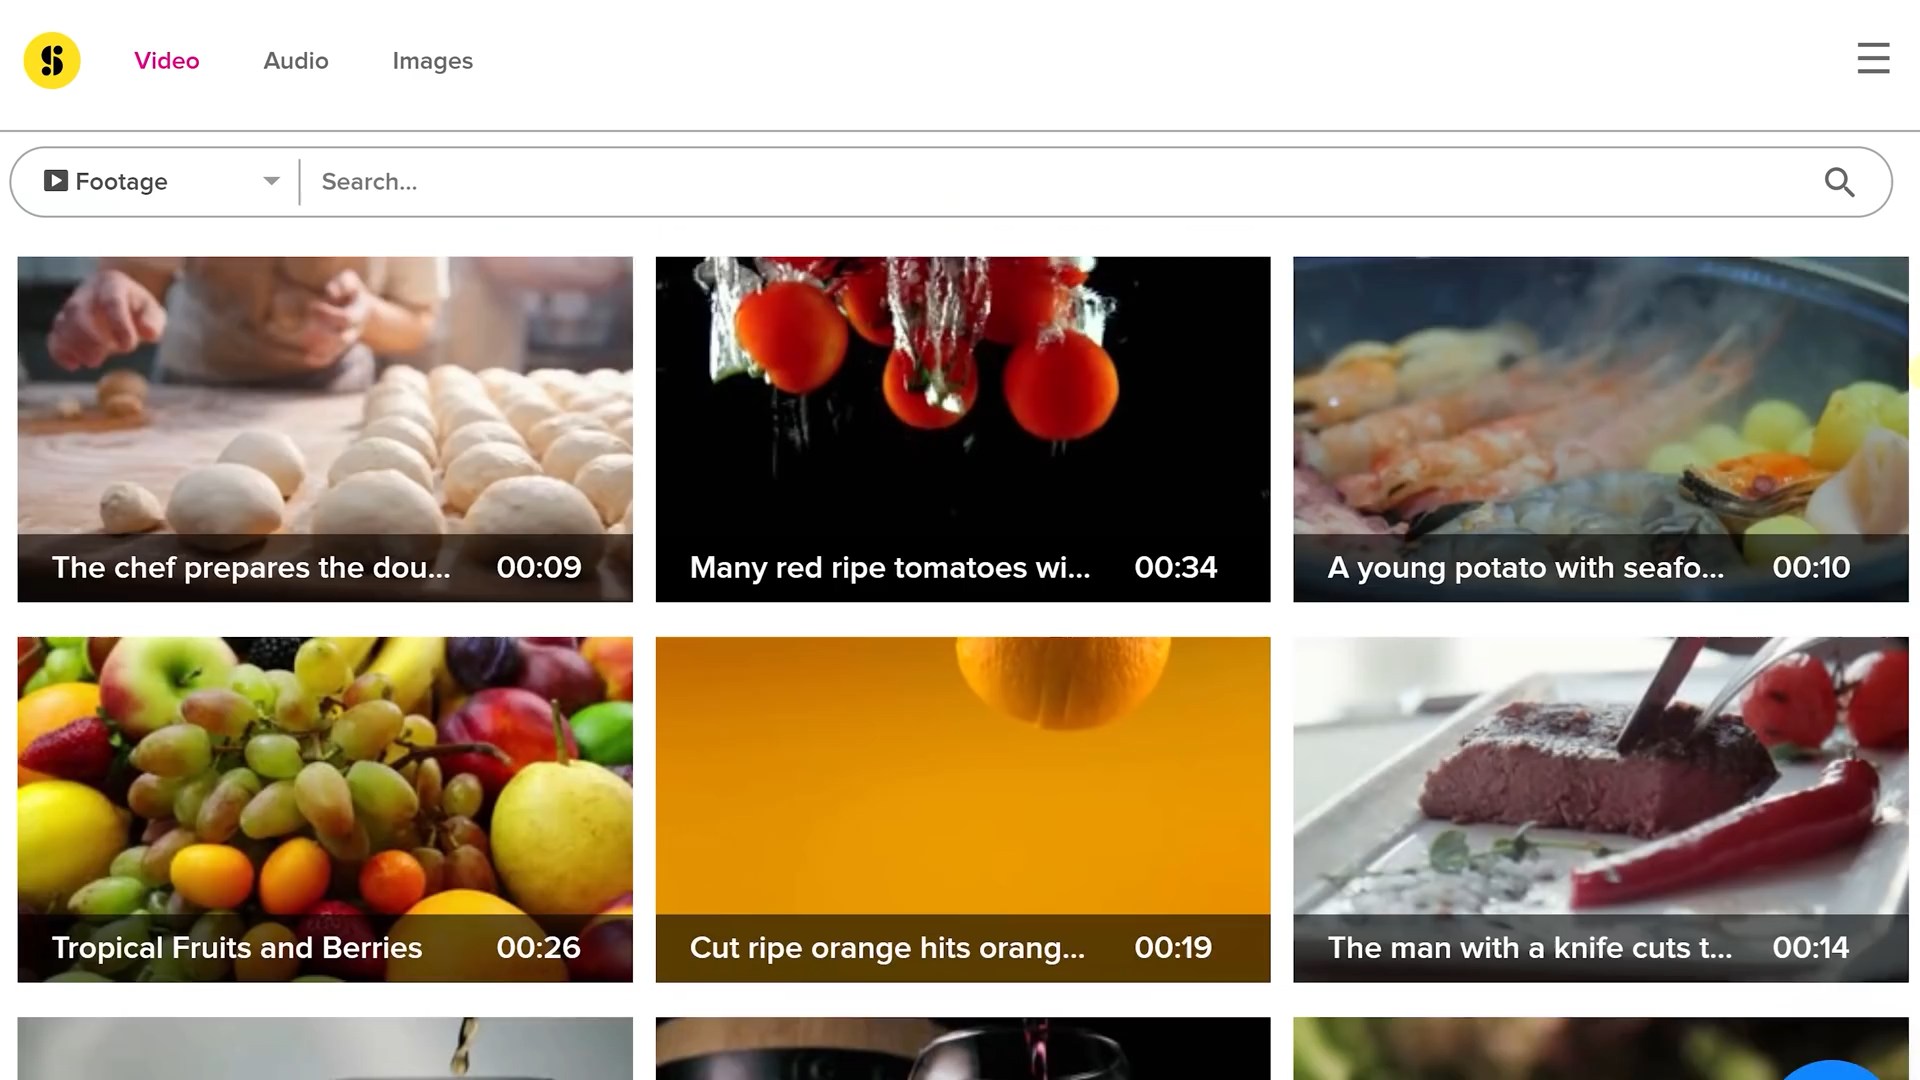 Video
Audio
Images
Footage
Search...
The chef prepares the dou... 00:09
Many red ripe tomatoes wi... 00:34
A young potato with seafo... 00:10
Tropical Fruits and Berries 00:26
Cut ripe orange hits orang... 00:19
The man with a knife cuts t... 00:14